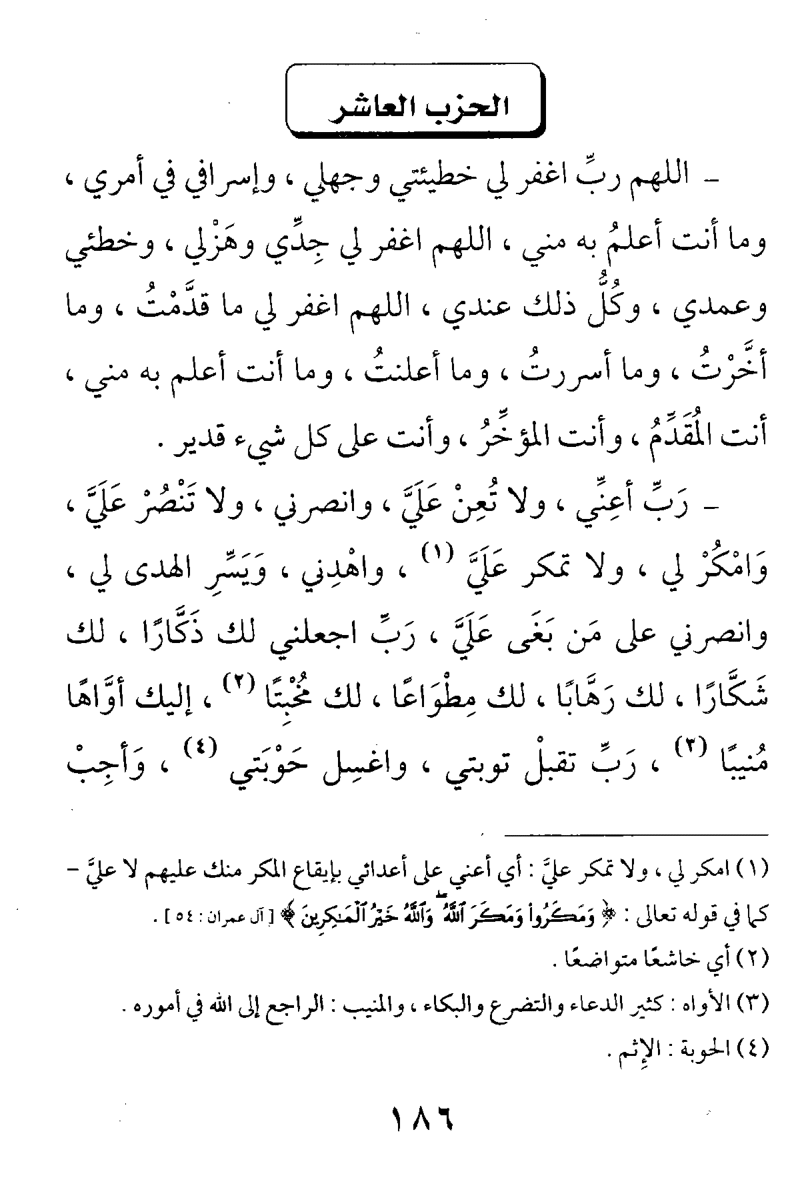 الحزب العاشر
– اللهم ربِّ اغفر لي خطيئتي وجهلي ، وإسرافي في أمري ،
وما أنت أعلمُ به مني ، اللهم اغفر لي جِدِّي وهَزْلي ، وخطئي
وعمدي ، وكُلُّ ذلك عندي ، اللهم اغفر لي ما قدَّمْتُ ، وما
أخَّرْتُ ، وما أسررتُ ، وما أعلنتُ ، وما أنت أعلم به مني ،
أنت المُقَدِّمُ ، وأنت المؤخِّرُ ، وأنت على كل شيء قدير .
– رَبِّ أعِنِّي ، ولا تُعِنْ عَلَيَّ ، وانصرني ، ولا تَنْصُرْ عَلَيَّ ،
وَامْكُرْ لي ، ولا تمكر عَلَيَّ (١) ، واهْدِني ، وَيَسِّرِ الهدى لي ،
وانصرني على مَن بَغَى عَلَيَّ ، رَبِّ اجعلني لك ذَكَّارًا ، لك
شَكَّارًا ، لك رَهَّابًا ، لك مِطْوَاعًا ، لك مُخْبِتًا (٢) ، إليك أوَّاهًا
مُنيبًا (٣) ، رَبِّ تقبلْ توبتي ، واغسِل حَوْبَتي (٤) ، وَأجِبْ
(١) امكر لي ، ولا تمكر عليَّ : أي أعني على أعدائي بإيقاع المكر منك عليهم لا عليَّ –
كما في قوله تعالى : ﴿ وَمَكَرُوا۟ وَمَكَرَ ٱللَّهُ ۖ وَٱللَّهُ خَيْرُ ٱلْمَـٰكِرِينَ ﴾ [ آل عمران : ٥٤ ] .
(٢) أي خاشعًا متواضعًا .
(٣) الأواه : كثير الدعاء والتضرع والبكاء ، والمنيب : الراجع إلى الله في أموره .
(٤) الحوبة : الإِثم .
١٨٦